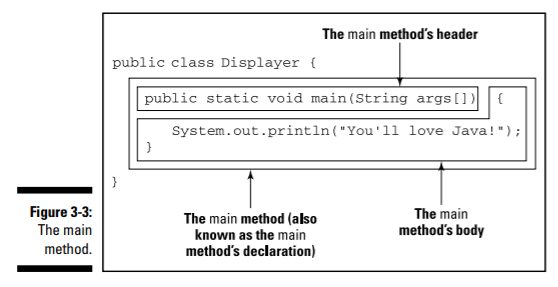 The main method's header
public class Displayer {
public static void main(String args[]) {
System.out.println("You'll love Java!");
}
}
Figure 3-3:
The main
method.
The main method (also
known as the main
method's declaration)
The main
method's body